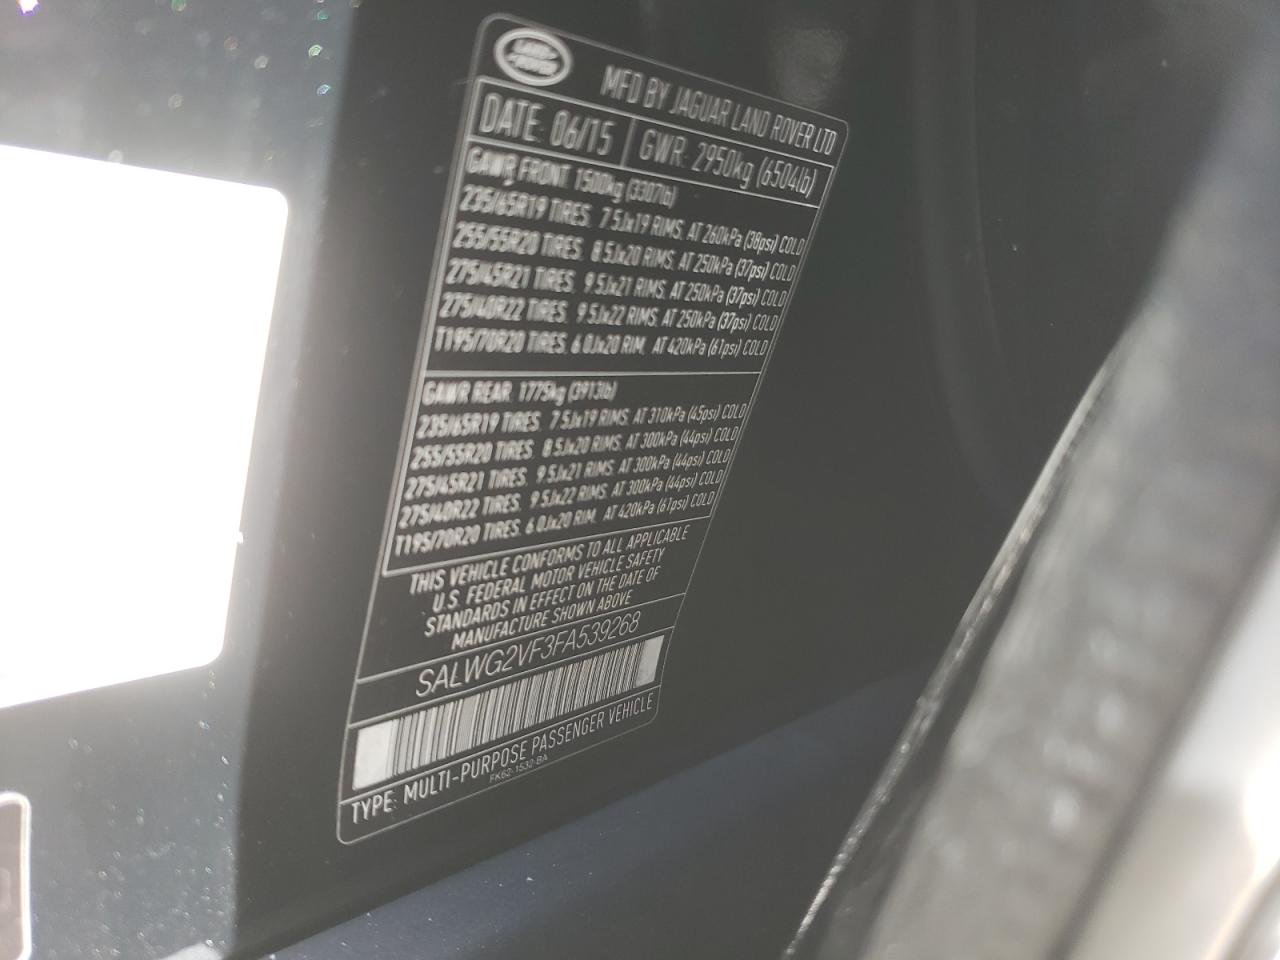 LAND ROVER
MFD BY JAGUAR LAND ROVER LTD
DATE: 06/15 GWR: 2950kg (6504lb)
GAWR FRONT 1500kg (3307lb)
235/65R19 TIRES, 7.5Jx19 RIMS, AT 260kPa (38psi) COLD
255/55R20 TIRES, 8.5Jx20 RIMS, AT 250kPa (37psi) COLD
275/45R21 TIRES, 9.5Jx21 RIMS, AT 250kPa (37psi) COLD
275/40R22 TIRES, 9.5Jx22 RIMS, AT 250kPa (37psi) COLD
T195/70R20 TIRES, 6.0Jx20 RIM, AT 420kPa (61psi) COLD
GAWR REAR 1775kg (3913lb)
235/65R19 TIRES, 7.5Jx19 RIMS, AT 310kPa (45psi) COLD
255/55R20 TIRES, 8.5Jx20 RIMS, AT 300kPa (44psi) COLD
275/45R21 TIRES, 9.5Jx21 RIMS, AT 300kPa (44psi) COLD
275/40R22 TIRES, 9.5Jx22 RIMS, AT 300kPa (44psi) COLD
T195/70R20 TIRES, 6.0Jx20 RIM, AT 420kPa (61psi) COLD
THIS VEHICLE CONFORMS TO ALL APPLICABLE
U.S. FEDERAL MOTOR VEHICLE SAFETY
STANDARDS IN EFFECT ON THE DATE OF
MANUFACTURE SHOWN ABOVE
SALWG2VF3FA539268
TYPE: MULTI-PURPOSE PASSENGER VEHICLE
FK62-1532-BA